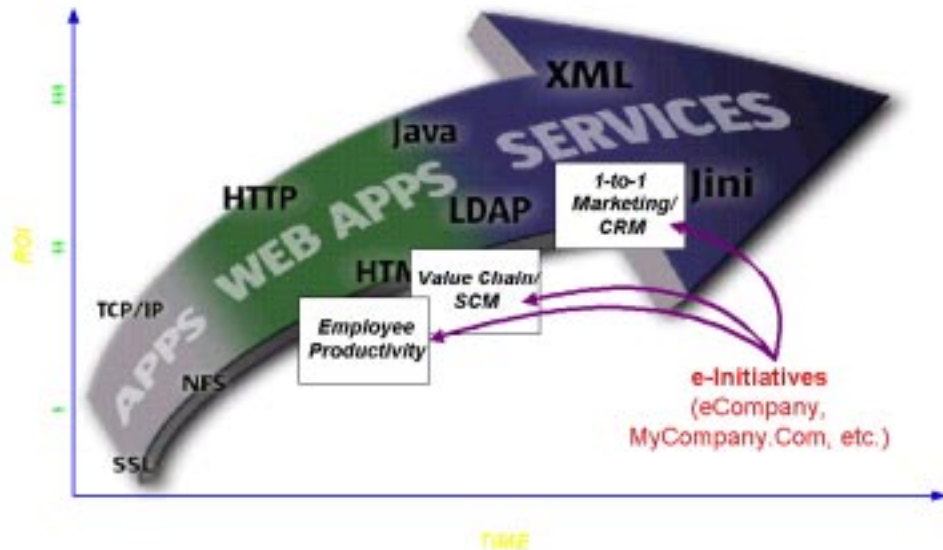 XML
SERVICES
Java
Jini
1-to-1
Marketing/
CRM
HTTP
WEB APPS
LDAP
HTM
Value Chain/
SCM
ROI
TCP/IP
APPS
Employee
Productivity
NFS
SSL
e-Initiatives
(eCompany,
MyCompany.Com, etc.)
TIME